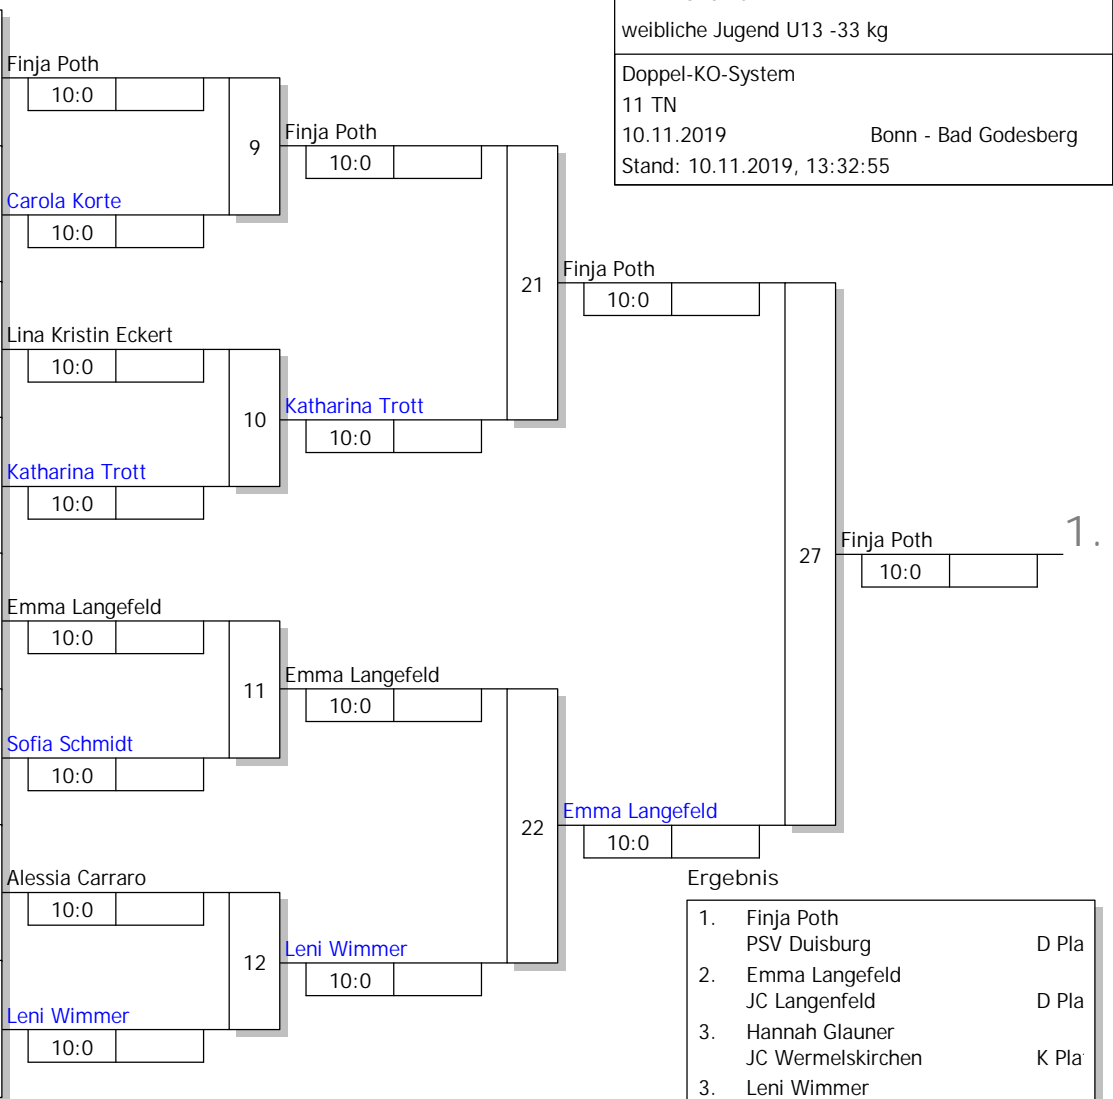 weibliche Jugend U13 -33 kg
Doppel-KO-System
11 TN
10.11.2019 Bonn - Bad Godesberg
Stand: 10.11.2019, 13:32:55
Finja Poth
10:0
9
Carola Korte
10:0
Lina Kristin Eckert
10:0
10
Katharina Trott
10:0
Emma Langefeld
10:0
11
Sofia Schmidt
10:0
Alessia Carraro
10:0
12
Leni Wimmer
10:0
Finja Poth
10:0
21
Katharina Trott
10:0
Emma Langefeld
10:0
22
Leni Wimmer
10:0
Finja Poth
10:0
27
Emma Langefeld
10:0
Finja Poth
10:0
1.
Ergebnis
1. Finja Poth
PSV Duisburg D Pla
2. Emma Langefeld
JC Langenfeld D Pla
3. Hannah Glauner
JC Wermelskirchen K Pla
3. Leni Wimmer